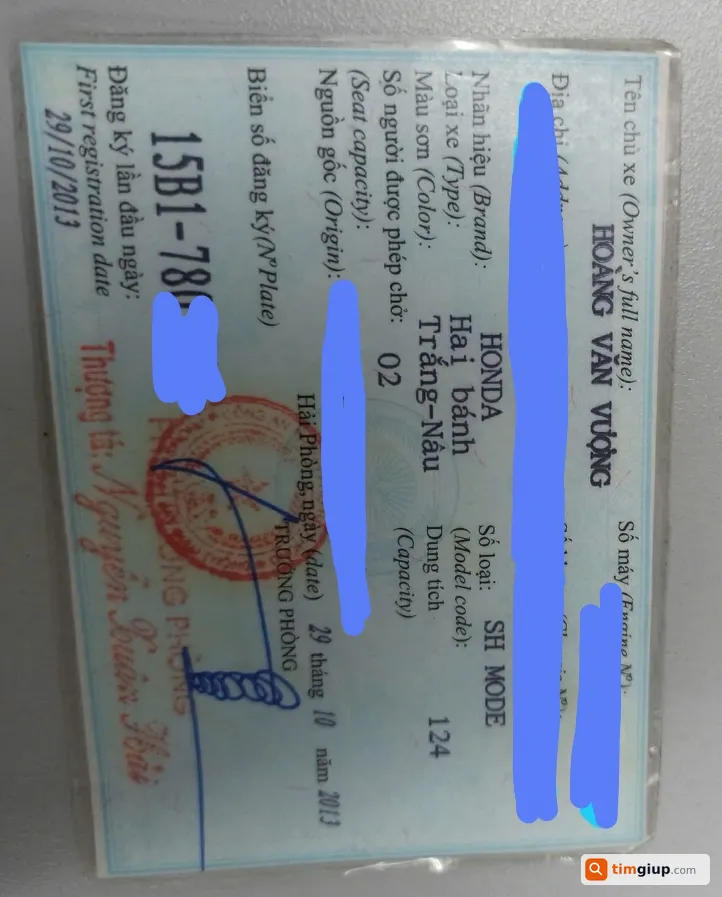 Tên chủ xe (Owner's full name):
HOÀNG VĂN VƯỢNG
Số máy (Engine Nº):
Địa chỉ
Nhãn hiệu (Brand): HONDA
Số loại: SH MODE
(Model code):
Loại xe (Type): Hai bánh
Màu sơn (Color): Trắng-Nâu
Dung tích 124
(Capacity)
Số người được phép chở: 02
(Seat capacity):
Nguồn gốc (Origin):
Hải Phòng, ngày (date) 29 tháng 10 năm 2013
Biển số đăng ký(Nº Plate)
TRƯỞNG PHÒNG
15B1-78
Đăng ký lần đầu ngày:
First registration date
29/10/2013
Thượng tá: Nguyễn Xuân
timgiup.com